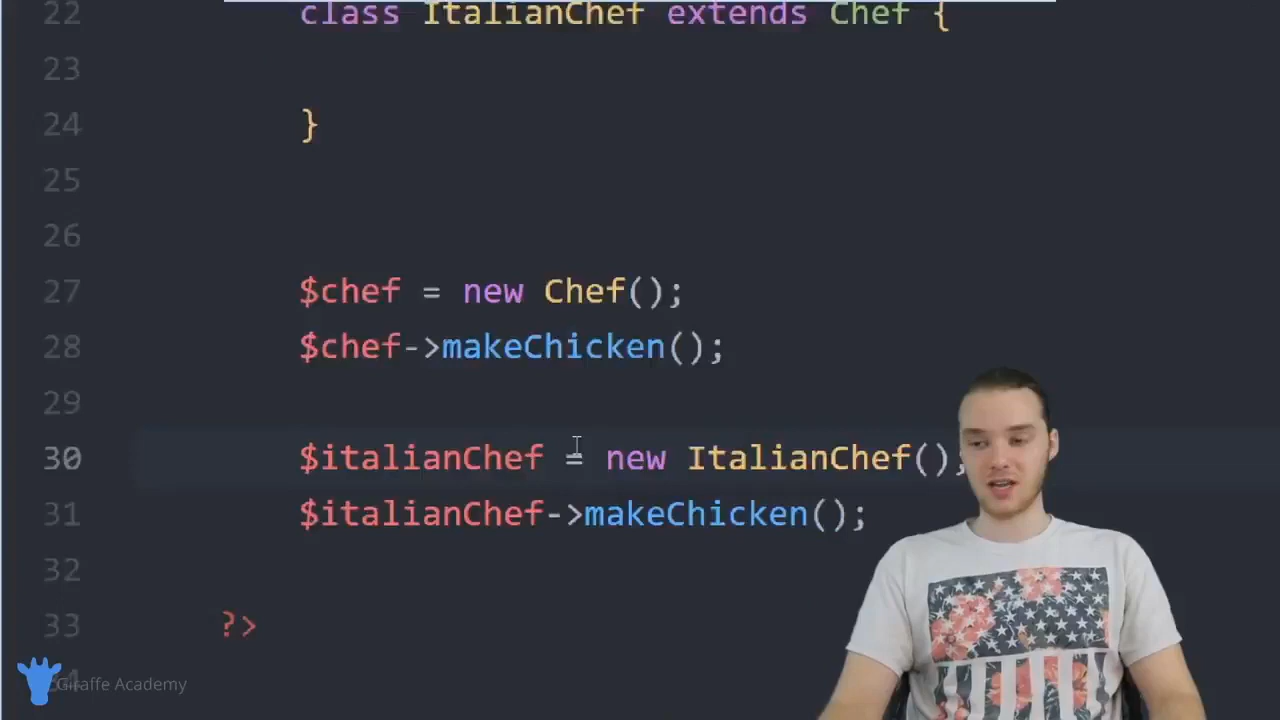 22 class ItalianChef extends Chef {
23
24 }
25
26
27 $chef = new Chef();
28 $chef->makeChicken();
29
30 $italianChef = new ItalianChef();
31 $italianChef->makeChicken();
32
33 ?>
34
Giraffe Academy